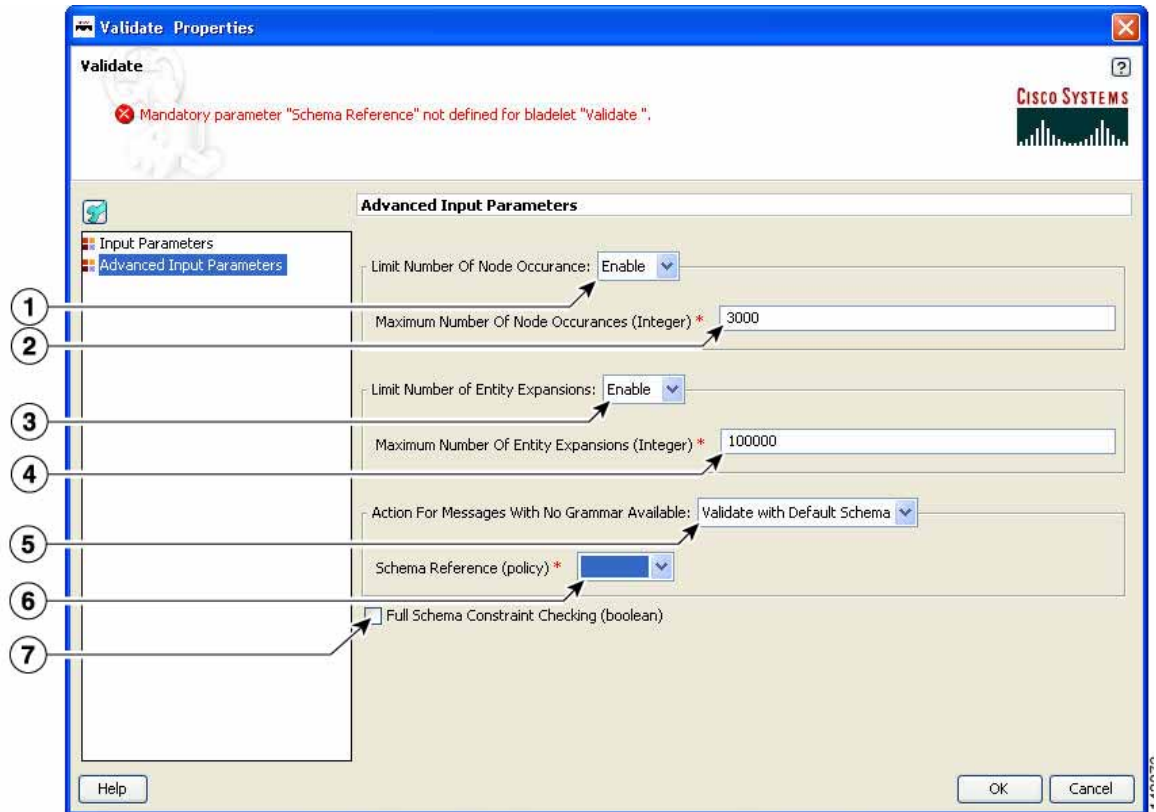 Validate Properties
Validate
?
Mandatory parameter "Schema Reference" not defined for bladelet "Validate ".
CISCO SYSTEMS
Advanced Input Parameters
Input Parameters
Advanced Input Parameters
Limit Number Of Node Occurance: Enable
1
Maximum Number Of Node Occurances (Integer) * 3000
2
Limit Number of Entity Expansions: Enable
3
Maximum Number Of Entity Expansions (Integer) * 100000
4
Action For Messages With No Grammar Available: Validate with Default Schema
5
Schema Reference (policy) *
6
Full Schema Constraint Checking (boolean)
7
Help
OK
Cancel